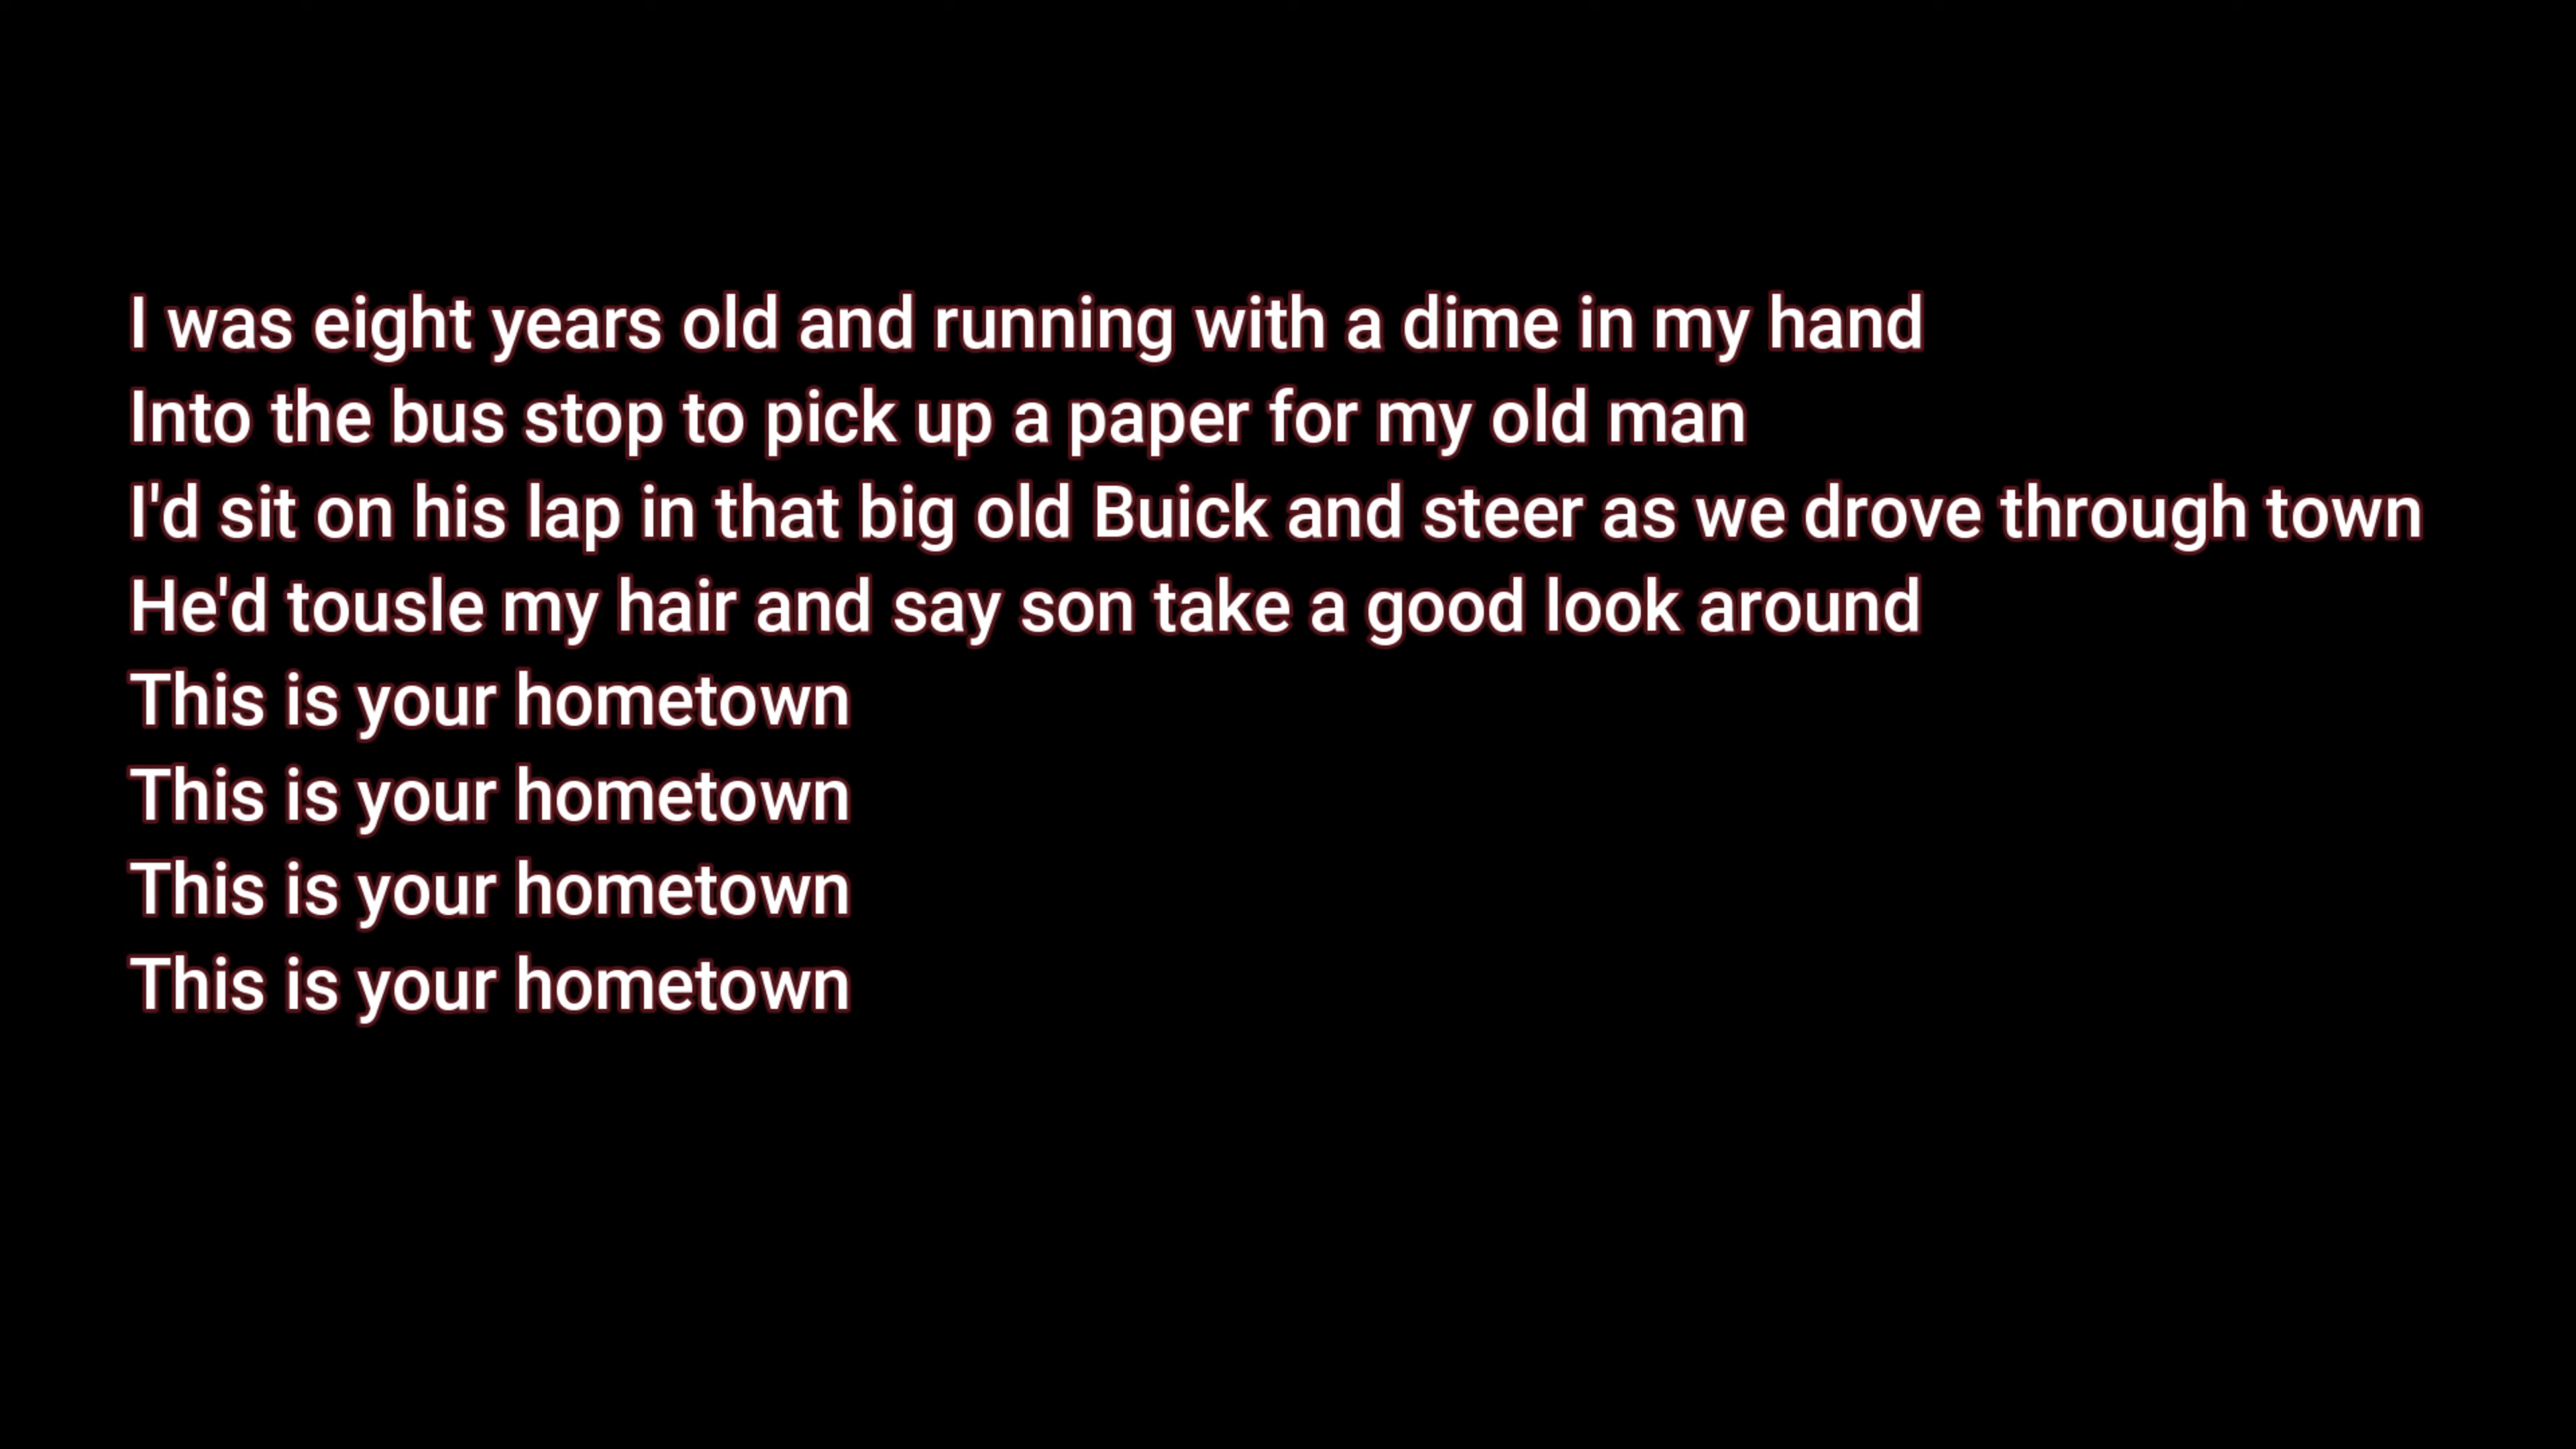 I was eight years old and running with a dime in my hand
Into the bus stop to pick up a paper for my old man
I'd sit on his lap in that big old Buick and steer as we drove through town
He'd tousle my hair and say son take a good look around
This is your hometown
This is your hometown
This is your hometown
This is your hometown